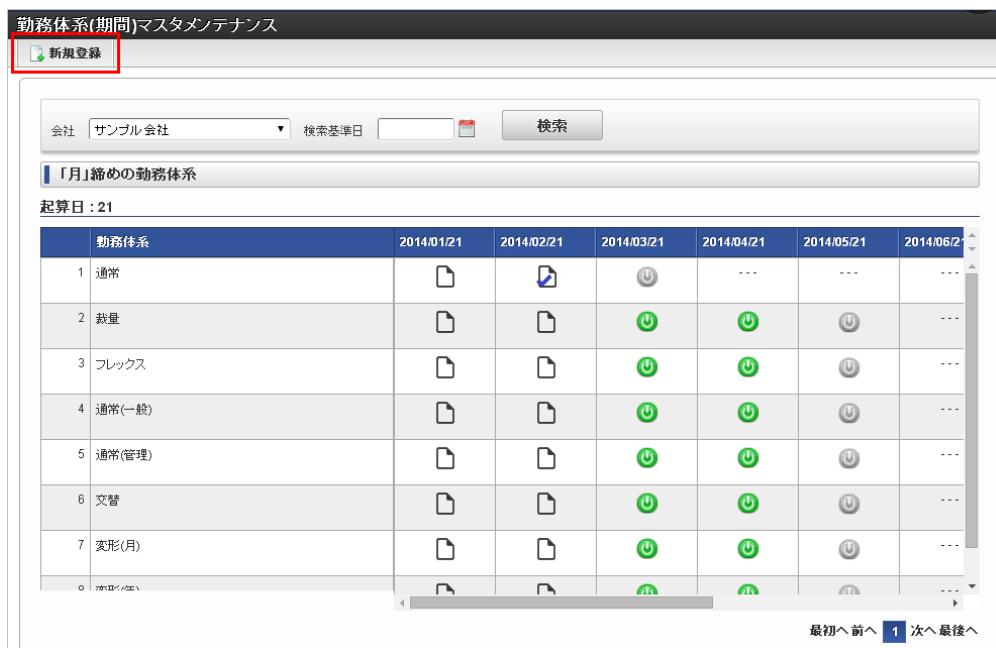 勤務体系(期間)マスタメンテナンス
新規登録
会社 サンプル会社 検索基準日 検索
「月」締めの勤務体系
起算日：21
勤務体系 2014/01/21 2014/02/21 2014/03/21 2014/04/21 2014/05/21 2014/06/21
1 通常 --- --- ---
2 裁量 ---
3 フレックス ---
4 通常(一般) ---
5 通常(管理) ---
6 交替 ---
7 変形(月) ---
最初へ 前へ 1 次へ 最後へ